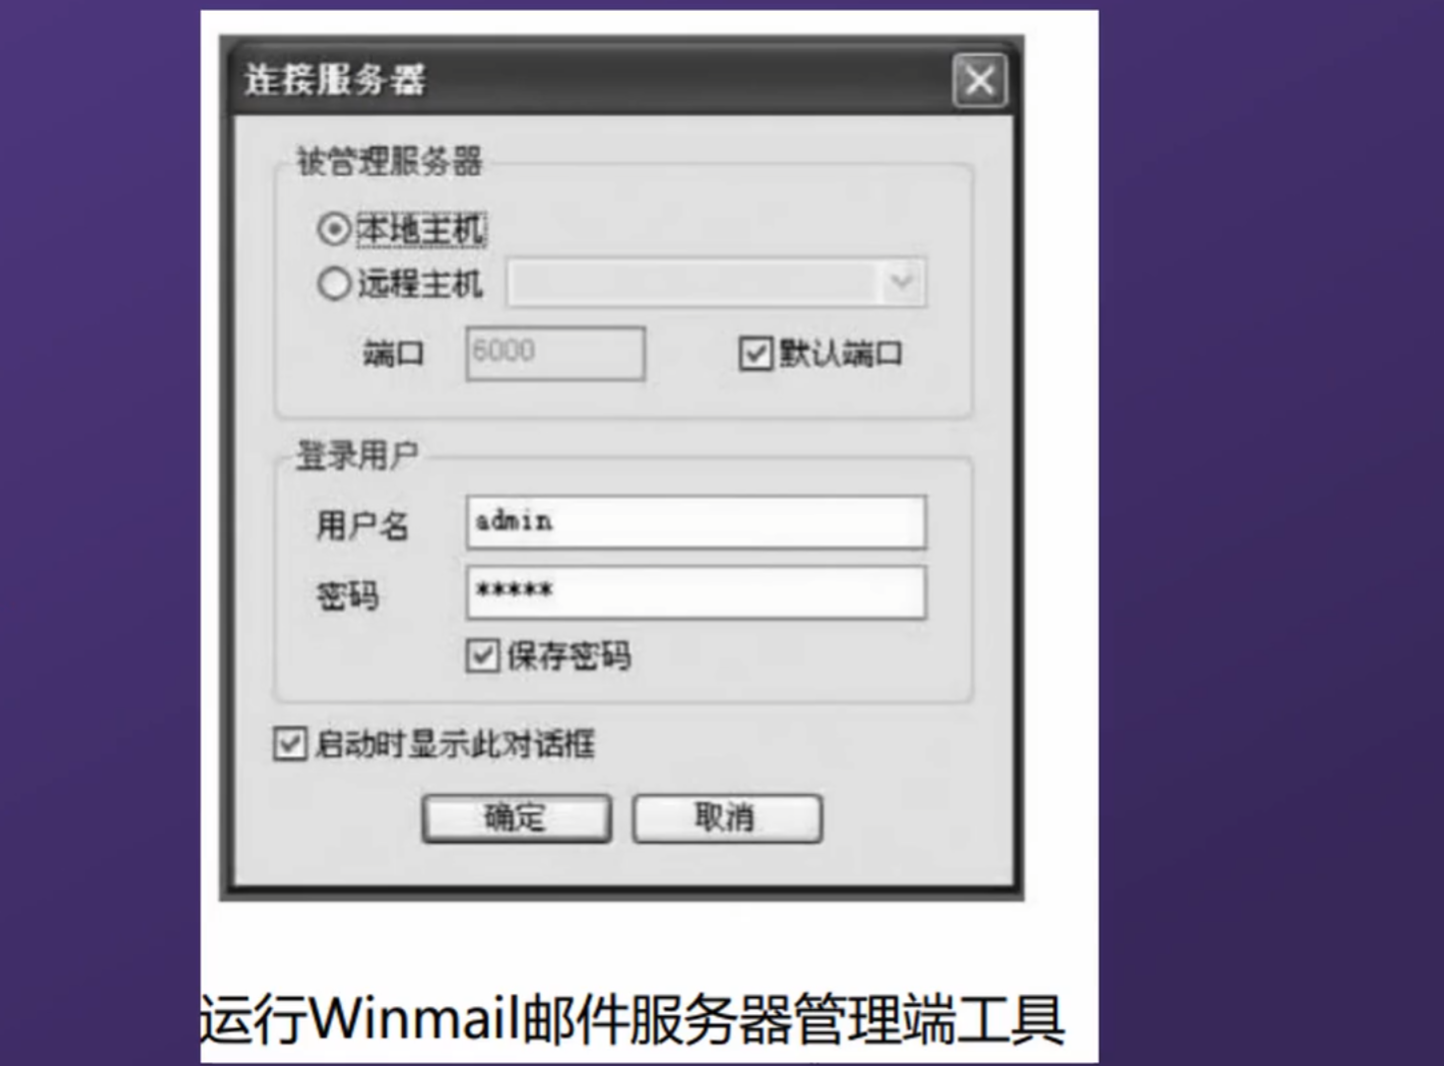 连接服务器
被管理服务器
本地主机
远程主机
端口 6000 默认端口
登录用户
用户名 admin
密码 *****
保存密码
启动时显示此对话框
确定 取消
运行Winmail邮件服务器管理端工具